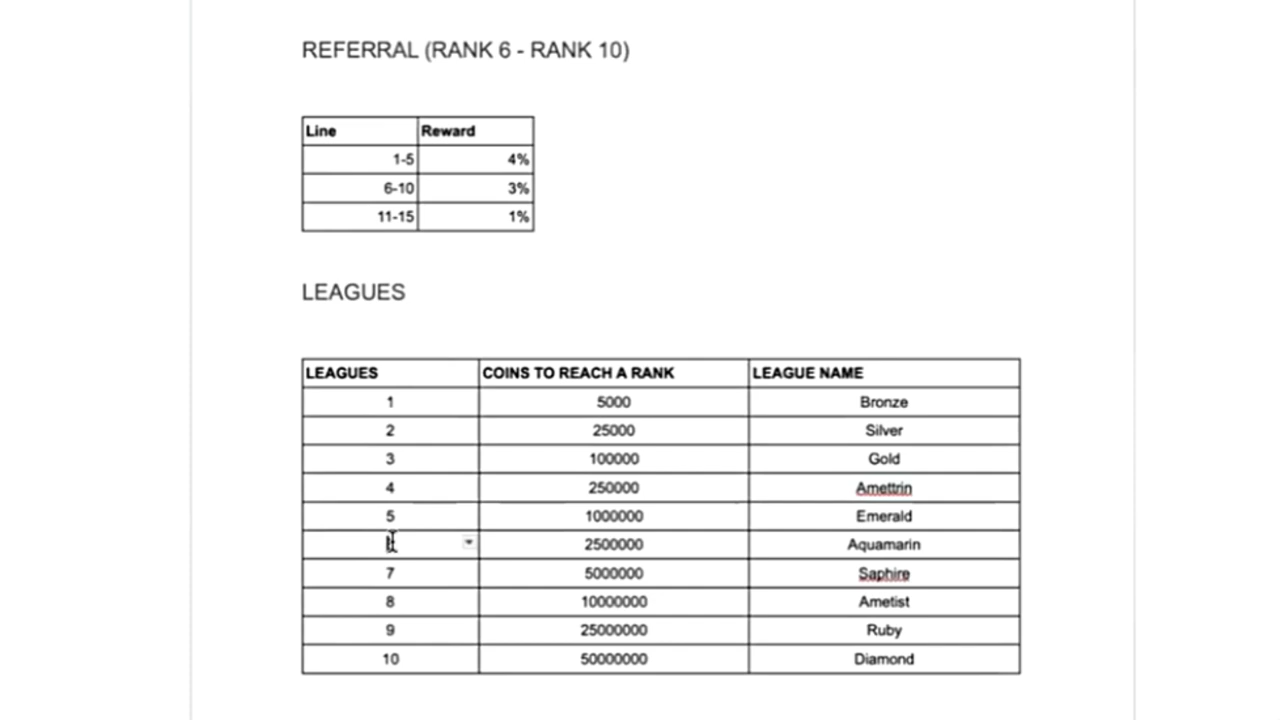 REFERRAL (RANK 6 - RANK 10)
Line Reward
1-5 4%
6-10 3%
11-15 1%
LEAGUES
LEAGUES COINS TO REACH A RANK LEAGUE NAME
1 5000 Bronze
2 25000 Silver
3 100000 Gold
4 250000 Amettrin
5 1000000 Emerald
2500000 Aquamarin
7 5000000 Saphire
8 10000000 Ametist
9 25000000 Ruby
10 50000000 Diamond